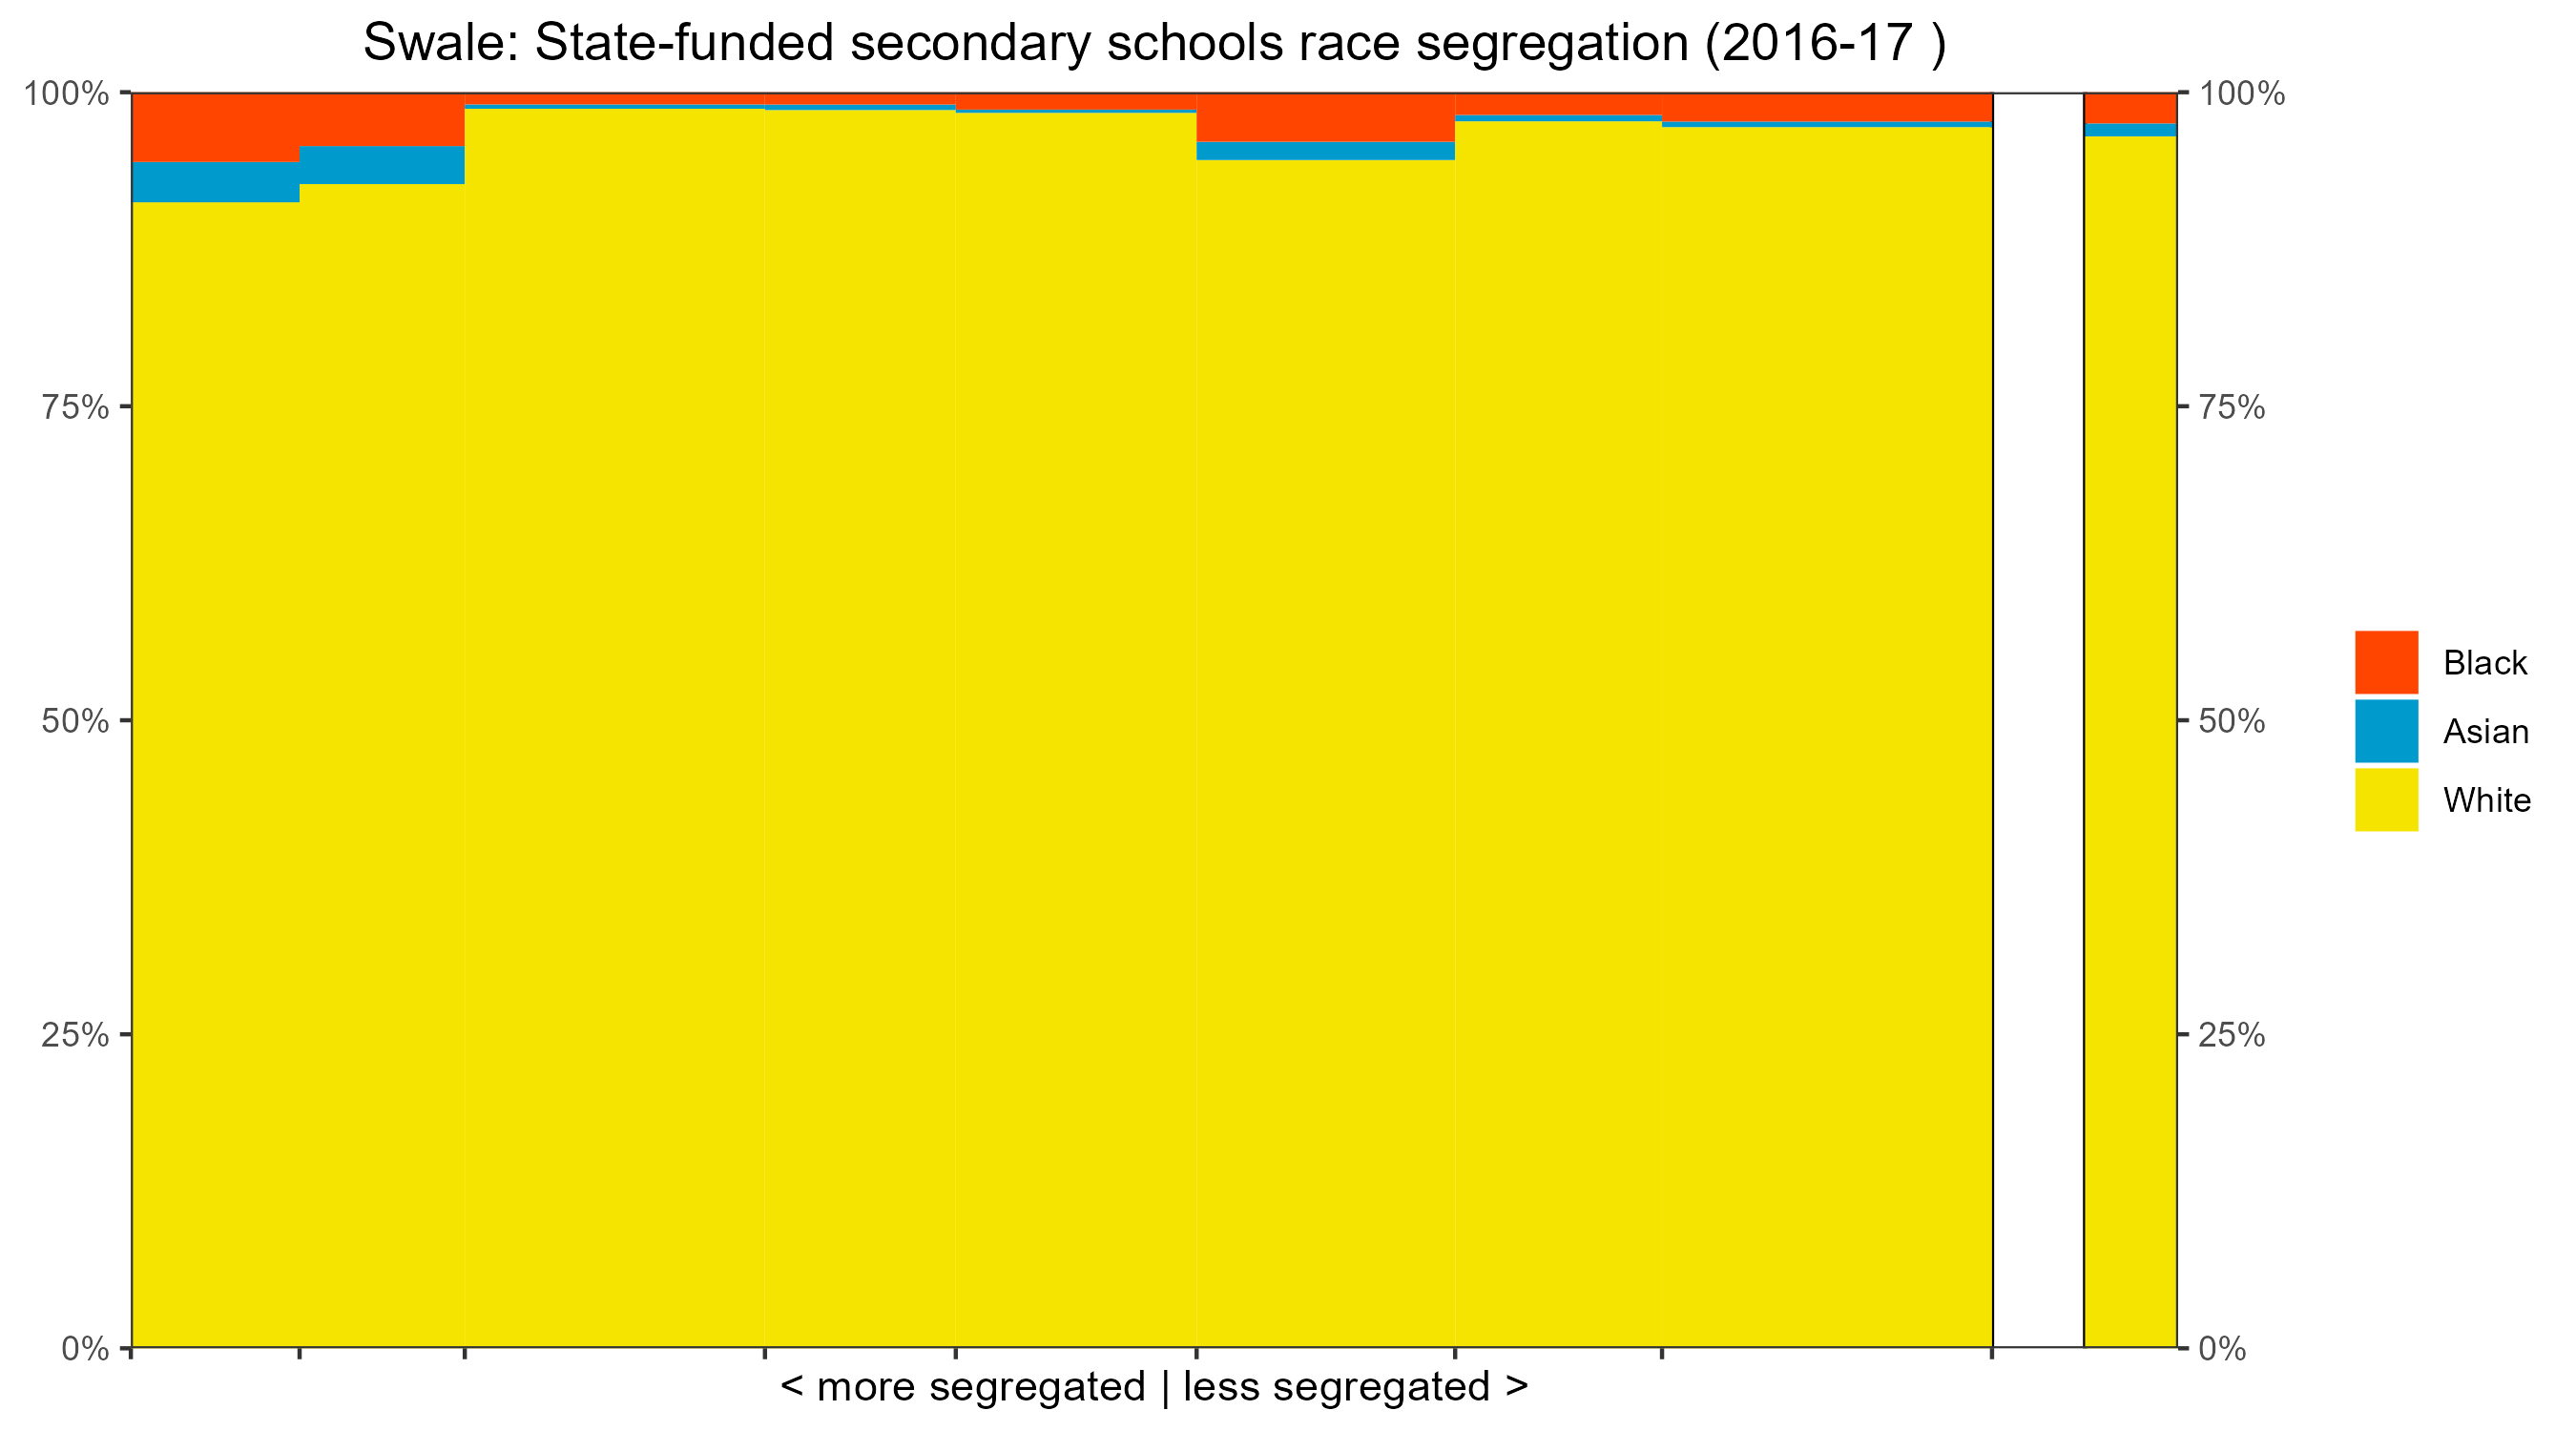 Swale: State-funded secondary schools race segregation (2016-17 )
100%
75%
50%
25%
0%
100%
75%
50%
25%
0%
< more segregated | less segregated >
Black
Asian
White